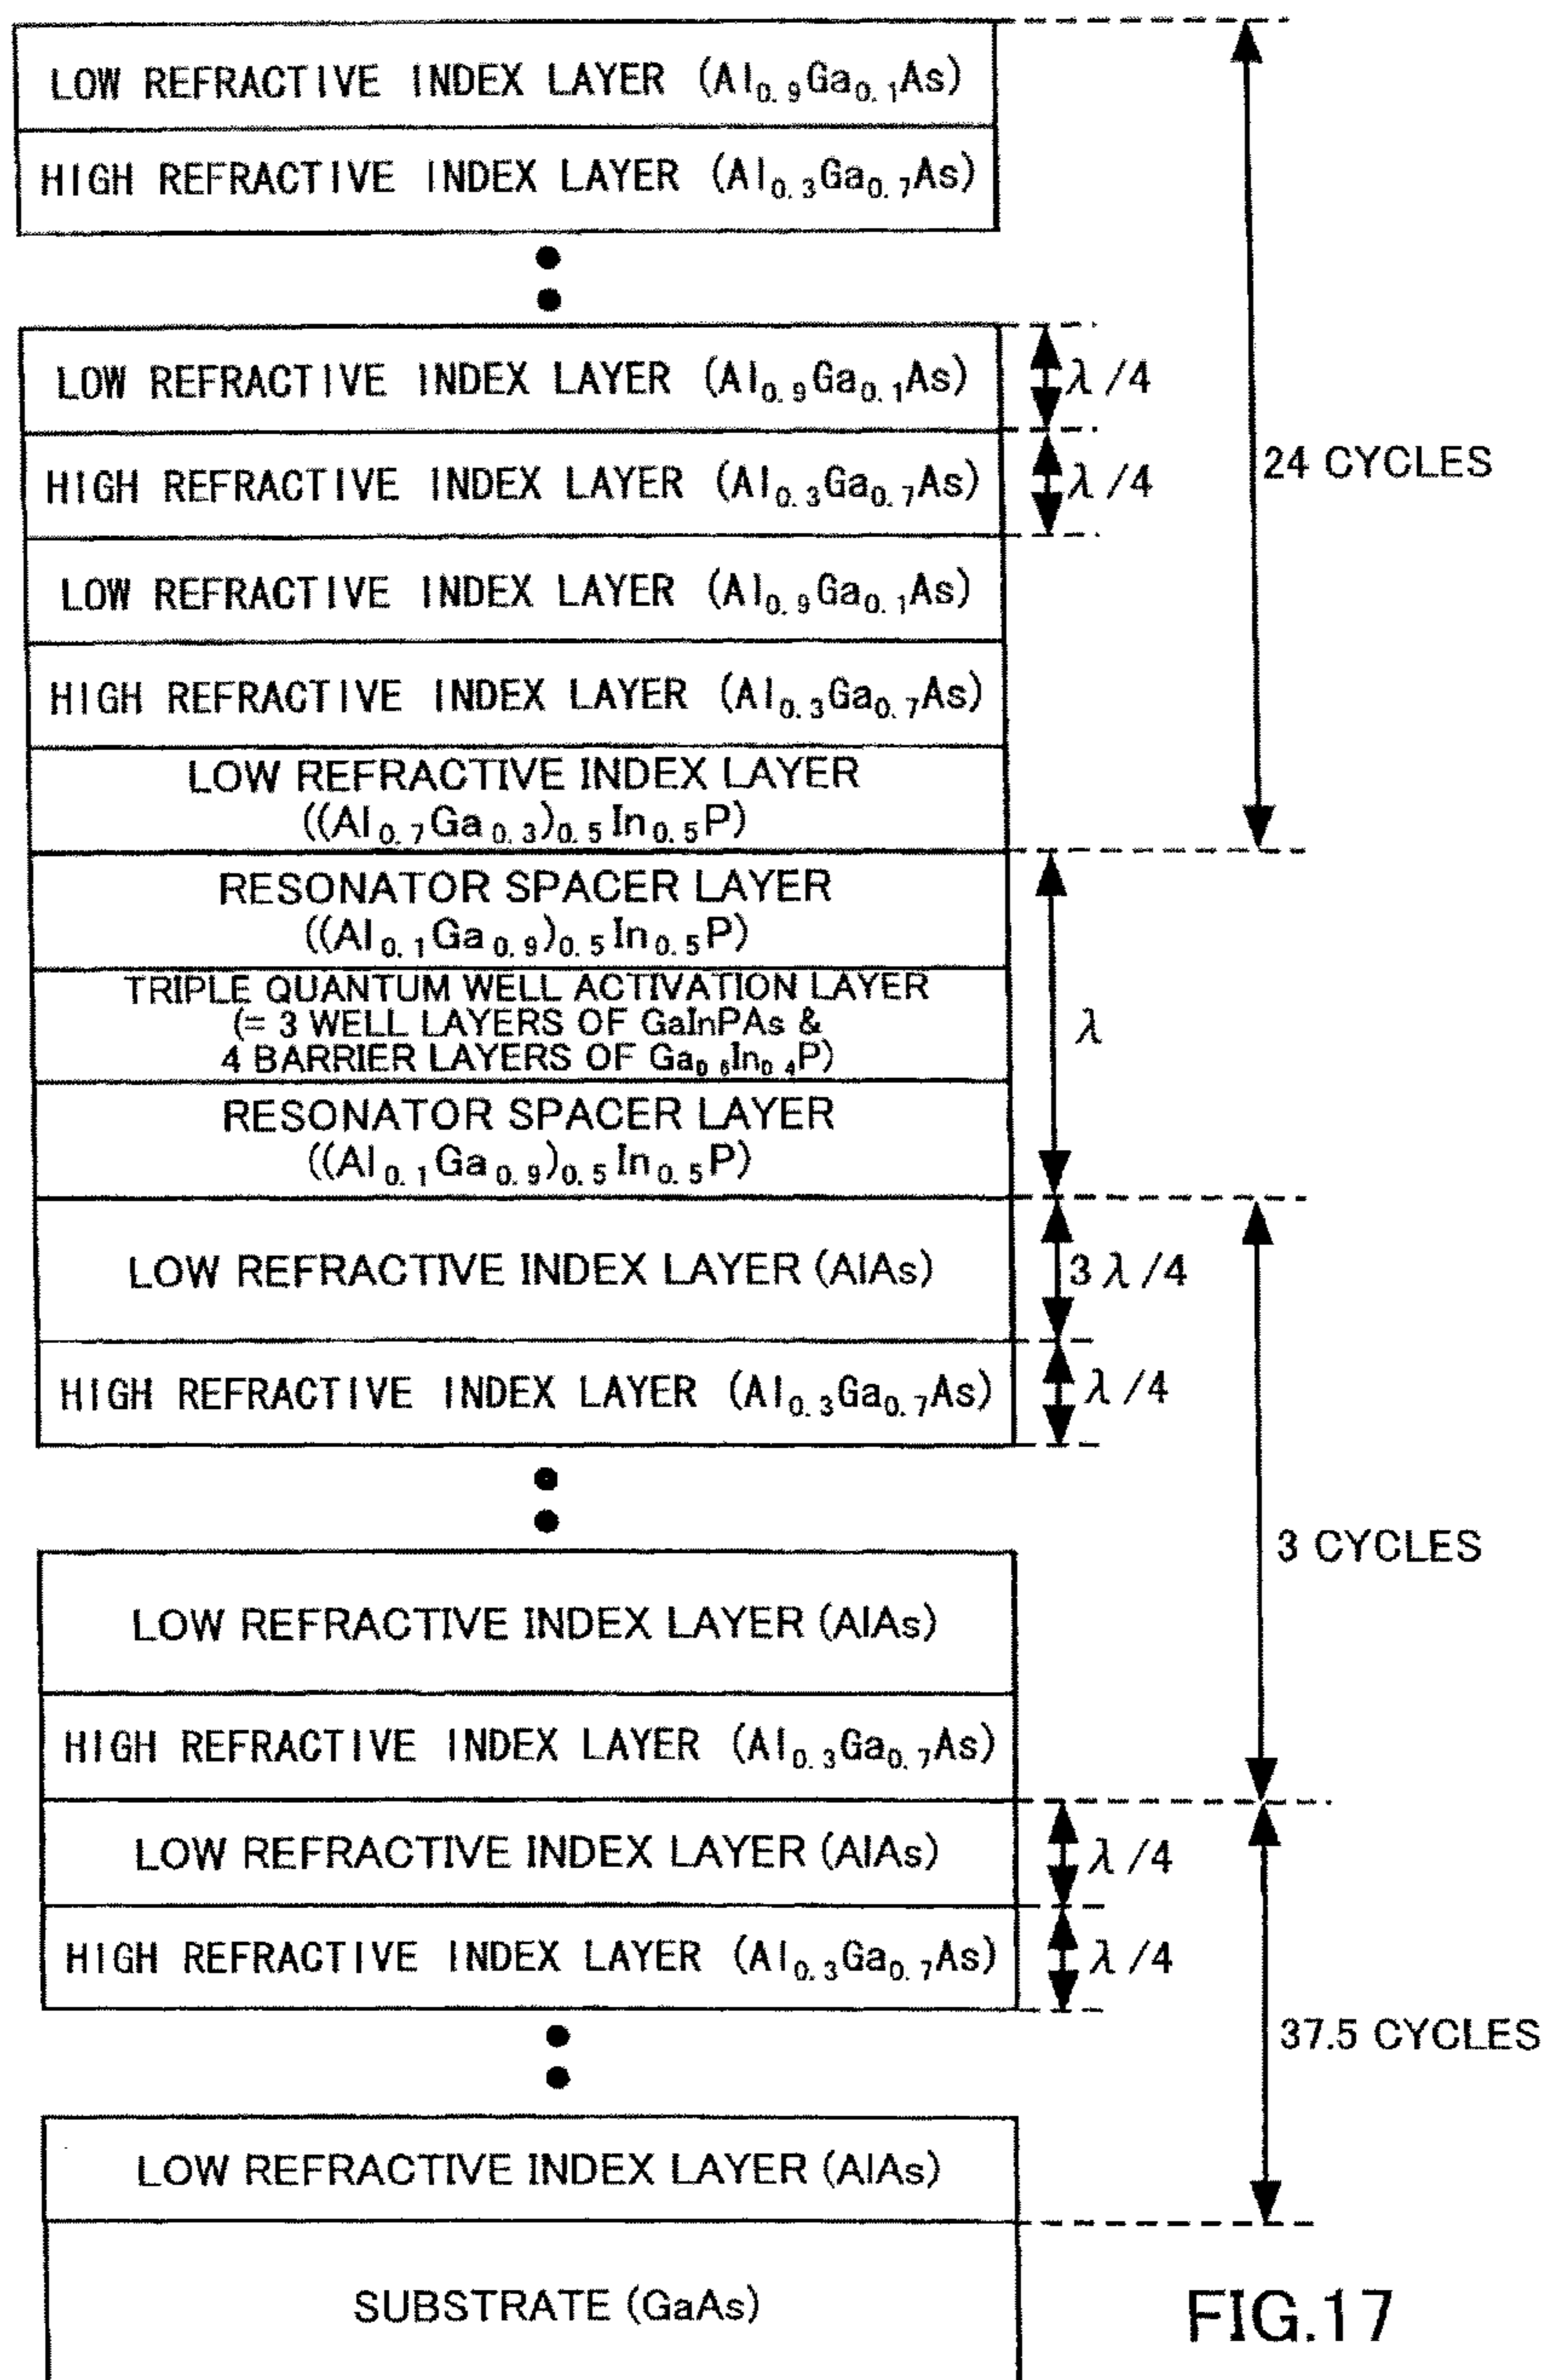 LOW REFRACTIVE INDEX LAYER (Al0.9Ga0.1As)
HIGH REFRACTIVE INDEX LAYER (Al0.3Ga0.7As)
LOW REFRACTIVE INDEX LAYER (Al0.9Ga0.1As)
λ/4
HIGH REFRACTIVE INDEX LAYER (Al0.3Ga0.7As)
λ/4
24 CYCLES
LOW REFRACTIVE INDEX LAYER (Al0.9Ga0.1As)
HIGH REFRACTIVE INDEX LAYER (Al0.3Ga0.7As)
LOW REFRACTIVE INDEX LAYER
((Al0.7Ga0.3)0.5In0.5P)
RESONATOR SPACER LAYER
((Al0.1Ga0.9)0.5In0.5P)
TRIPLE QUANTUM WELL ACTIVATION LAYER
(= 3 WELL LAYERS OF GaInPAs &
4 BARRIER LAYERS OF Ga0.6In0.4P)
λ
RESONATOR SPACER LAYER
((Al0.1Ga0.9)0.5In0.5P)
LOW REFRACTIVE INDEX LAYER (AlAs)
3λ/4
HIGH REFRACTIVE INDEX LAYER (Al0.3Ga0.7As)
λ/4
3 CYCLES
LOW REFRACTIVE INDEX LAYER (AlAs)
HIGH REFRACTIVE INDEX LAYER (Al0.3Ga0.7As)
LOW REFRACTIVE INDEX LAYER (AlAs)
λ/4
HIGH REFRACTIVE INDEX LAYER (Al0.3Ga0.7As)
λ/4
37.5 CYCLES
LOW REFRACTIVE INDEX LAYER (AlAs)
SUBSTRATE (GaAs)
FIG.17